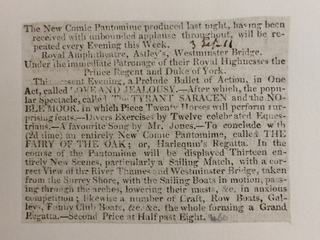 The New Comic Pantomime produced last night, having been
received with unbounded applause throughout, will be re-
peated every Evening this Week. 3 Sep 11
Royal Amphitheatre, Astley's, Westminster Bridge.
Under the immediate Patronage of their Royal Highnesses the
Prince Regent and Duke of York.
This present Evening, a Prelude Ballet of Action, in One
Act, called LOVE AND JEALOUSY.—After which, the popu-
lar Spectacle, called The TYRANT SARACEN and the NO-
BLE MOOR, in which Piece Twenty Horses will perform sur-
prising feats.—Divers Exercises by Twelve celebrated Eques-
trians.—A favourite Song by Mr. Jones.—To conclude with
(2d time) an entirely New Comic Pantomime, called THE
FAIRY OF THE OAK; or, Harlequin's Regatta. In the
course of the Pantomime will be displayed Thirteen en-
tirely New Scenes, particularly a Sailing Match, with a cor-
rect View of the River Thames and Westminster Bridge, taken
from the Surrey Shore, with the Sailing Boats in motion, pas-
sing through the arches, lowering their masts, &c. in anxious
competition; likewise a number of Craft, Row Boats, Gal-
leys, Funny Club Boats, &c. &c. the whole forming a Grand
Regatta.—Second Price at Half past Eight.